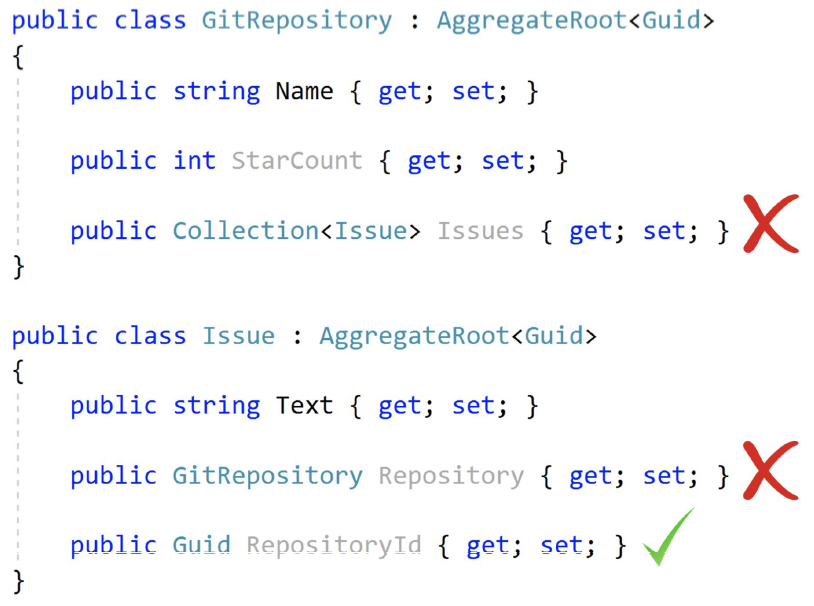 public class GitRepository : AggregateRoot<Guid>
{
public string Name { get; set; }
public int StarCount { get; set; }
public Collection<Issue> Issues { get; set; }
}
public class Issue : AggregateRoot<Guid>
{
public string Text { get; set; }
public GitRepository Repository { get; set; }
public Guid RepositoryId { get; set; }
}